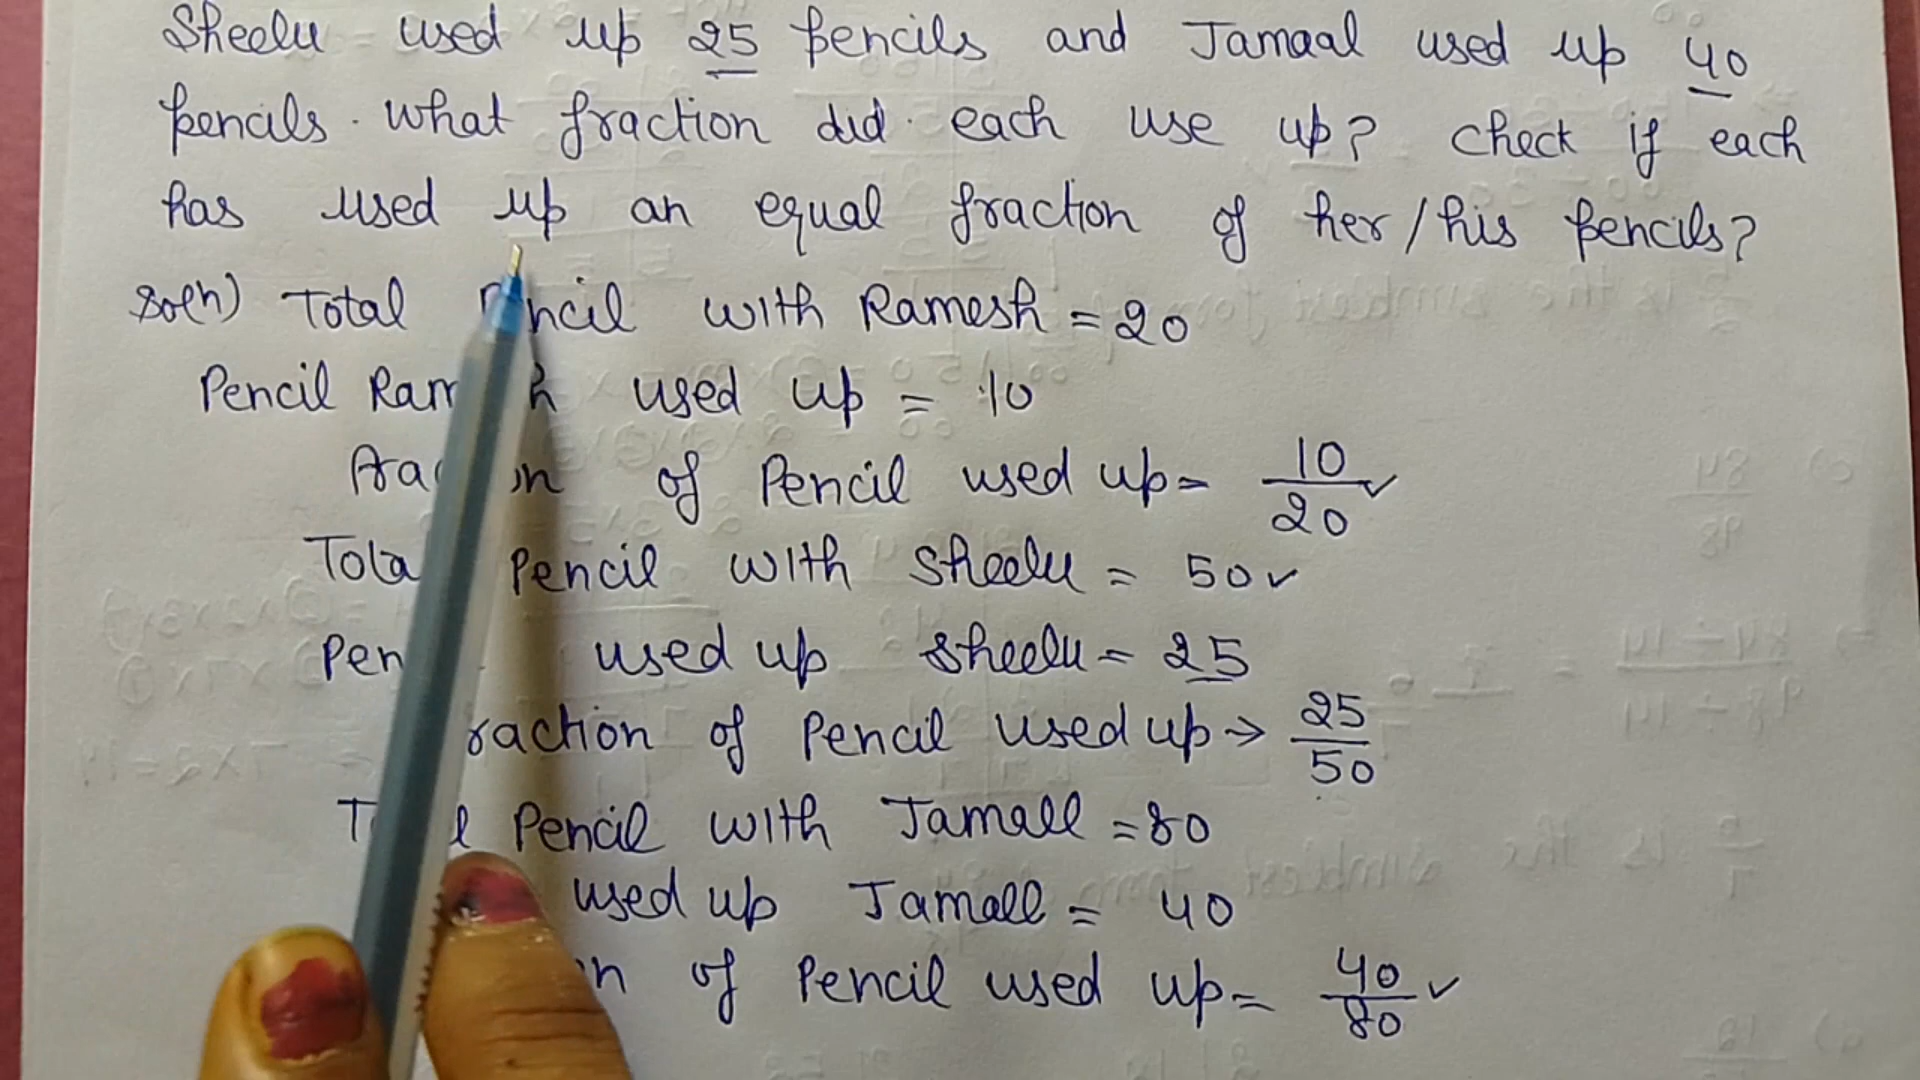 Sheelu used up 25 pencils and Jamaal used up 40
pencils. what fraction did each use up? check if each
has used up an equal fraction of her/his pencils?
Soln) Total ncil with Ramesh = 20
Pencil Ram h used up = 10
Fra n of Pencil used up = 10/20 ✓
Tota Pencil with Sheelu = 50 ✓
Pen used up Sheelu = 25
raction of Pencil used up → 25/50
T l Pencil with Jamall = 80
used up Jamall = 40
n of Pencil used up = 40/80 ✓